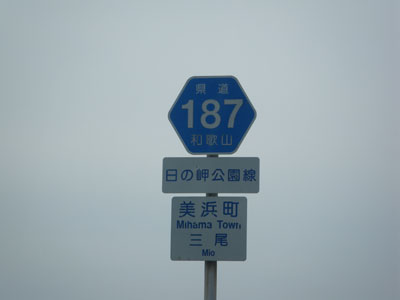 県道
187
和歌山
日の岬公園線
美浜町
Mihama Town
三尾
Mio